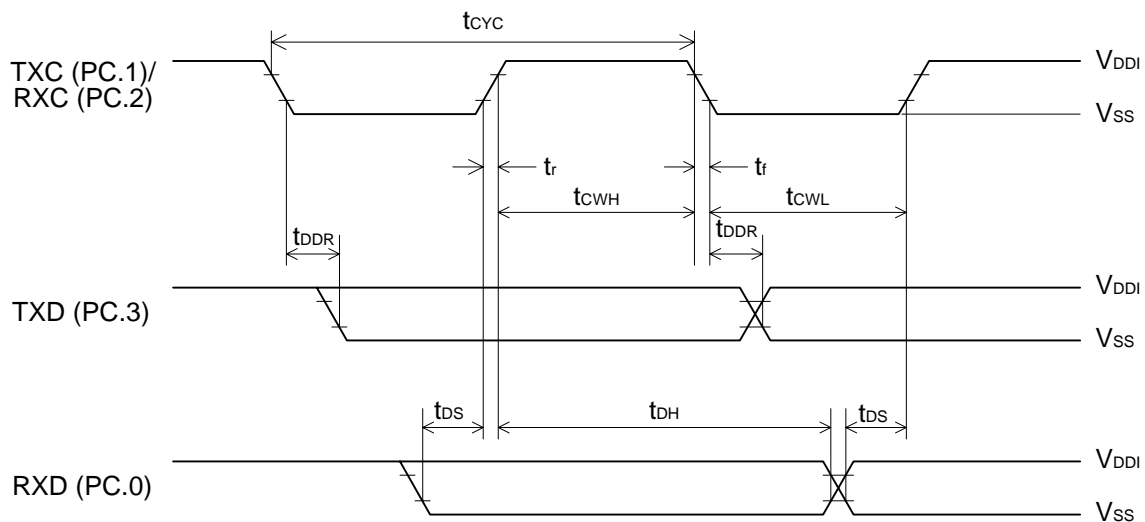 tCYC
TXC (PC.1)/
RXC (PC.2)
VDDI
VSS
tr
tf
tCWH
tCWL
tDDR
tDDR
TXD (PC.3)
VDDI
VSS
tDS
tDH
tDS
RXD (PC.0)
VDDI
VSS